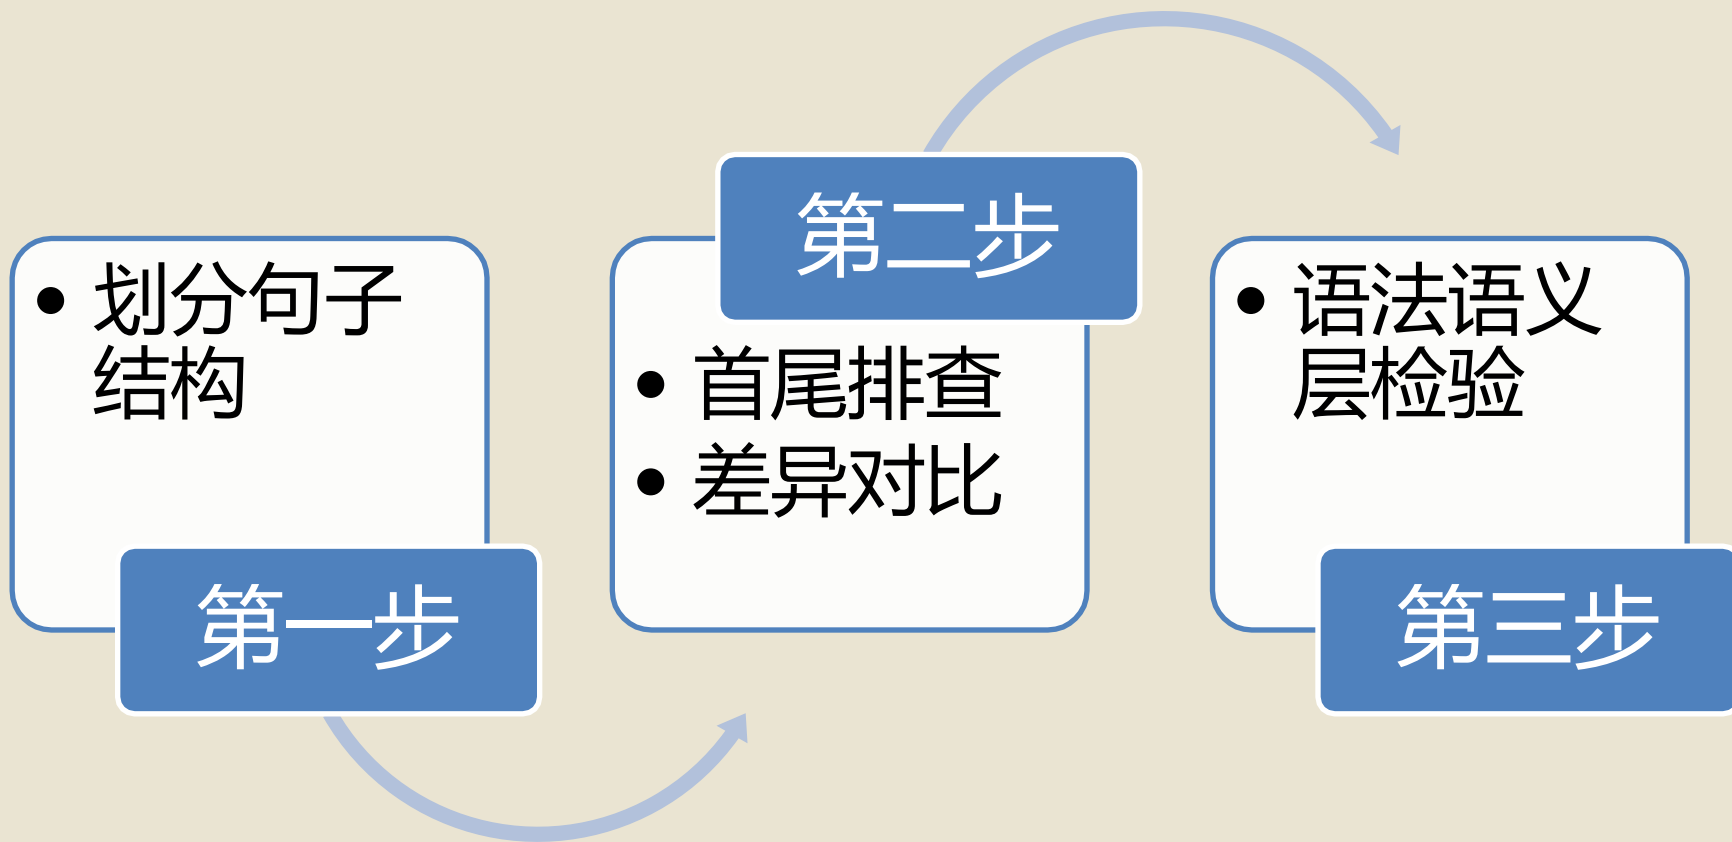 • 划分句子
结构
第一步
第二步
• 首尾排查
• 差异对比
• 语法语义
层检验
第三步